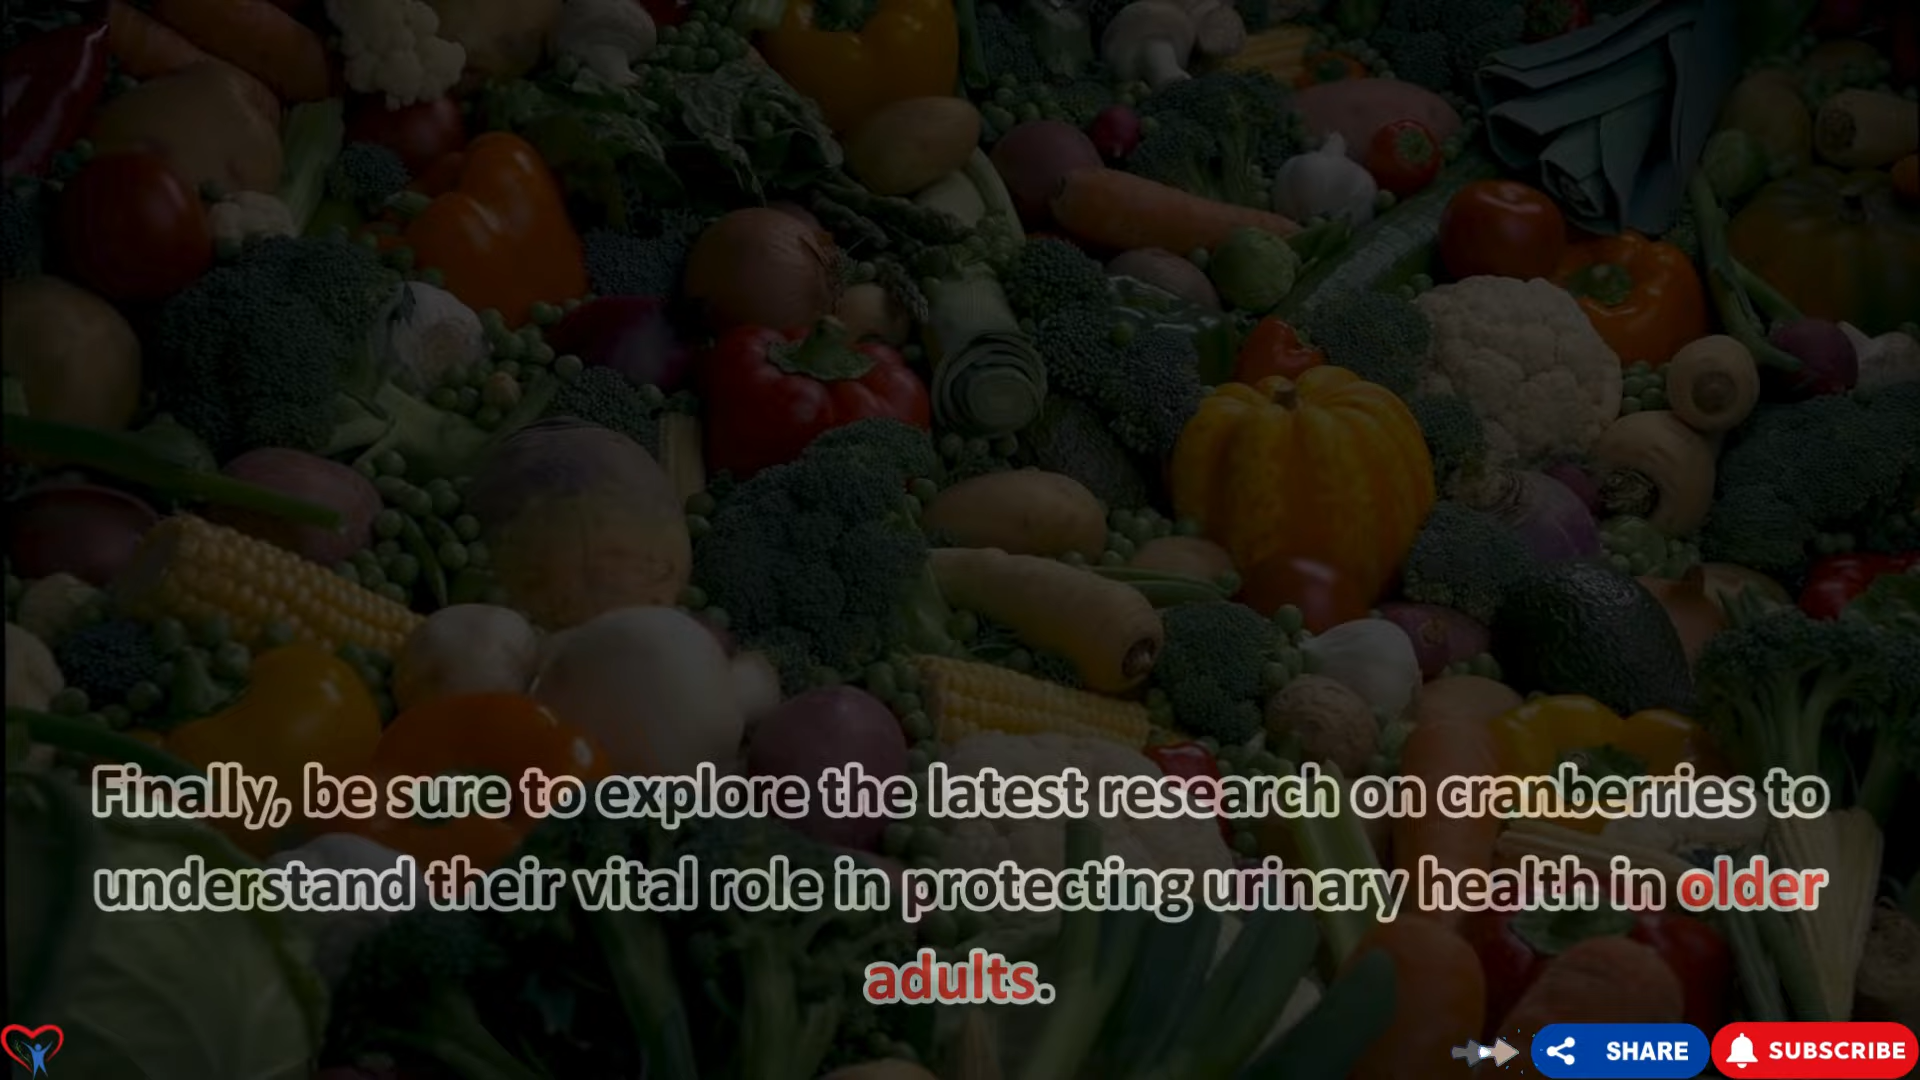 Finally, be sure to explore the latest research on cranberries to
understand their vital role in protecting urinary health in older
adults.
SHARE
SUBSCRIBE